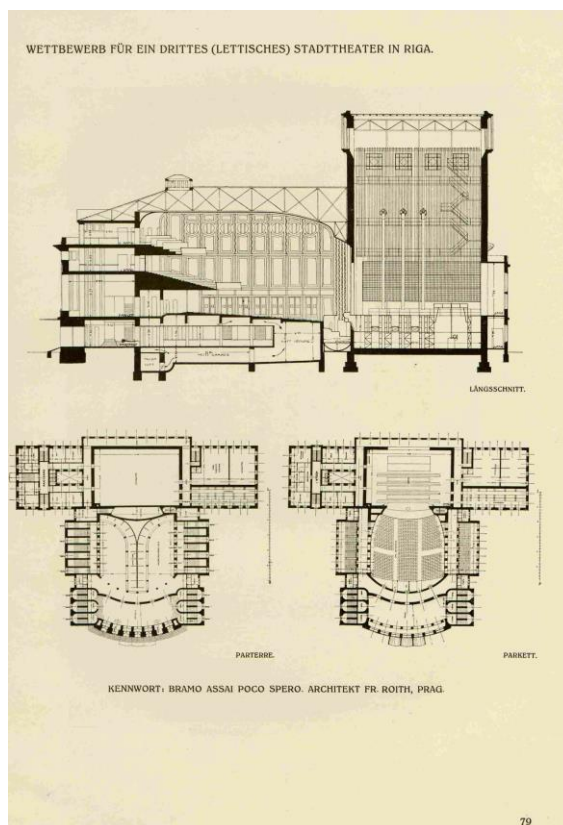 WETTBEWERB FÜR EIN DRITTES (LETTISCHES) STADTTHEATER IN RIGA.
LÄNGSSCHNITT.
PARTERRE.
PARKETT.
KENNWORT: BRAMO ASSAI POCO SPERO. ARCHITEKT FR. ROITH, PRAG.
79